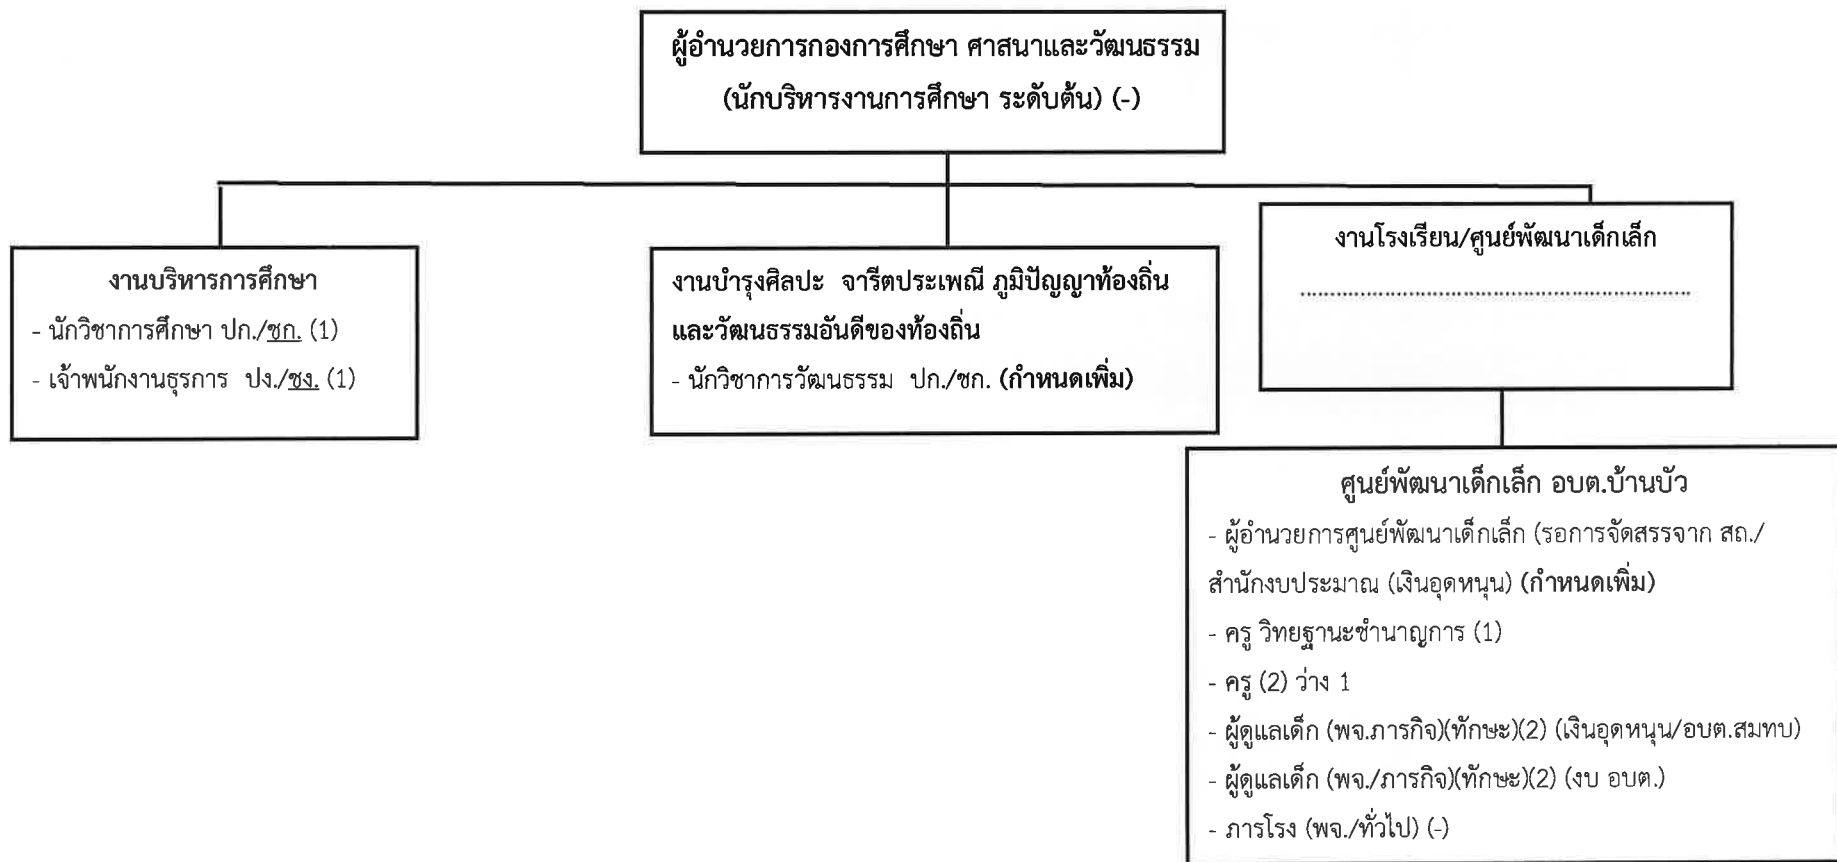 ผู้อำนวยการกองการศึกษา ศาสนาและวัฒนธรรม
(นักบริหารงานการศึกษา ระดับต้น) (-)
งานบริหารการศึกษา
- นักวิชาการศึกษา ปก./ชก. (1)
- เจ้าพนักงานธุรการ ปง./ชง. (1)
งานบำรุงศิลปะ จารีตประเพณี ภูมิปัญญาท้องถิ่น
และวัฒนธรรมอันดีของท้องถิ่น
- นักวิชาการวัฒนธรรม ปก./ชก. (กำหนดเพิ่ม)
งานโรงเรียน/ศูนย์พัฒนาเด็กเล็ก
................................................................
ศูนย์พัฒนาเด็กเล็ก อบต.บ้านบัว
- ผู้อำนวยการศูนย์พัฒนาเด็กเล็ก (รอการจัดสรรจาก สถ./
สำนักงบประมาณ (เงินอุดหนุน) (กำหนดเพิ่ม)
- ครู วิทยฐานะชำนาญการ (1)
- ครู (2) ว่าง 1
- ผู้ดูแลเด็ก (พจ.ภารกิจ)(ทักษะ)(2) (เงินอุดหนุน/อบต.สมทบ)
- ผู้ดูแลเด็ก (พจ./ภารกิจ)(ทักษะ)(2) (งบ อบต.)
- ภารโรง (พจ./ทั่วไป) (-)